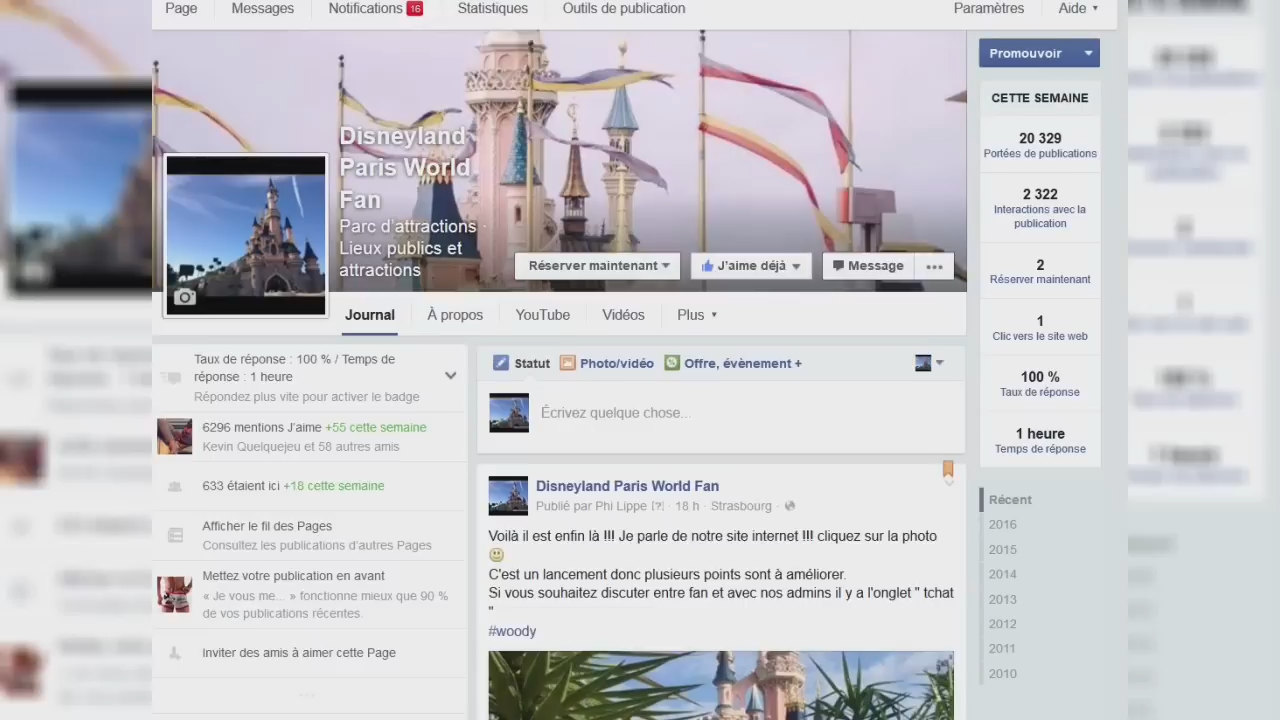 Page Messages Notifications 16 Statistiques Outils de publication Paramètres Aide
Disneyland
Paris World
Fan
Parc d'attractions ·
Lieux publics et
attractions
Réserver maintenant J'aime déjà Message
Journal À propos YouTube Vidéos Plus
Promouvoir
CETTE SEMAINE
20 329
Portées de publications
2 322
Interactions avec la
publication
2
Réserver maintenant
1
Clic vers le site web
100 %
Taux de réponse
1 heure
Temps de réponse
Récent
2016
2015
2014
2013
2012
2011
2010
Taux de réponse : 100 % / Temps de
réponse : 1 heure
Répondez plus vite pour activer le badge
6296 mentions J'aime +55 cette semaine
Kevin Quelquejeu et 58 autres amis
633 étaient ici +18 cette semaine
Afficher le fil des Pages
Consultez les publications d'autres Pages
Mettez votre publication en avant
« Je vous me... » fonctionne mieux que 90 %
de vos publications récentes.
Inviter des amis à aimer cette Page
Statut Photo/vidéo Offre, évènement +
Écrivez quelque chose...
Disneyland Paris World Fan
Publié par Phi Lippe [?] · 18 h · Strasbourg ·
Voilà il est enfin là !!! Je parle de notre site internet !!! cliquez sur la photo
C'est un lancement donc plusieurs points sont à améliorer.
Si vous souhaitez discuter entre fan et avec nos admins il y a l'onglet " tchat
"
#woody